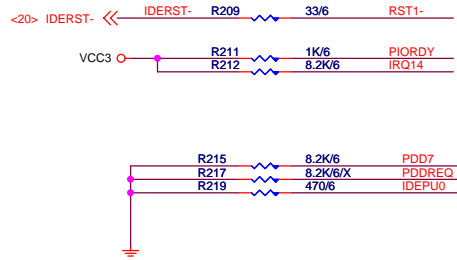 <20> IDERST- IDERST- R209 33/6 RST1-
VCC3 R211 1K/6 PIORDY
R212 8.2K/6 IRQ14
R215 8.2K/6 PDD7
R217 8.2K/6/X PDDREQ
R219 470/6 IDEPU0